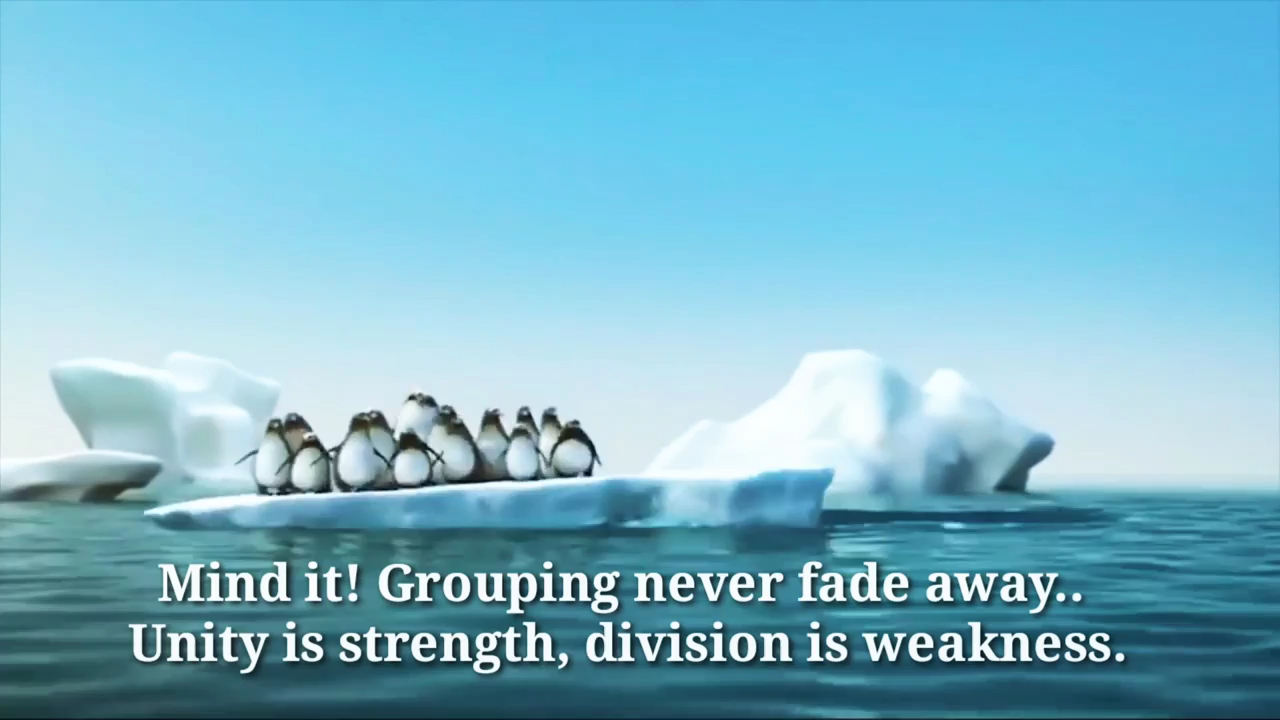 Mind it! Grouping never fade away..
Unity is strength, division is weakness.